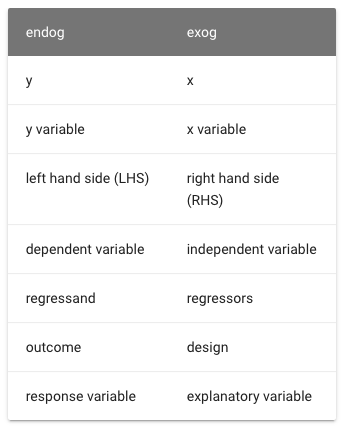 endog exog
y x
y variable x variable
left hand side (LHS) right hand side
(RHS)
dependent variable independent variable
regressand regressors
outcome design
response variable explanatory variable